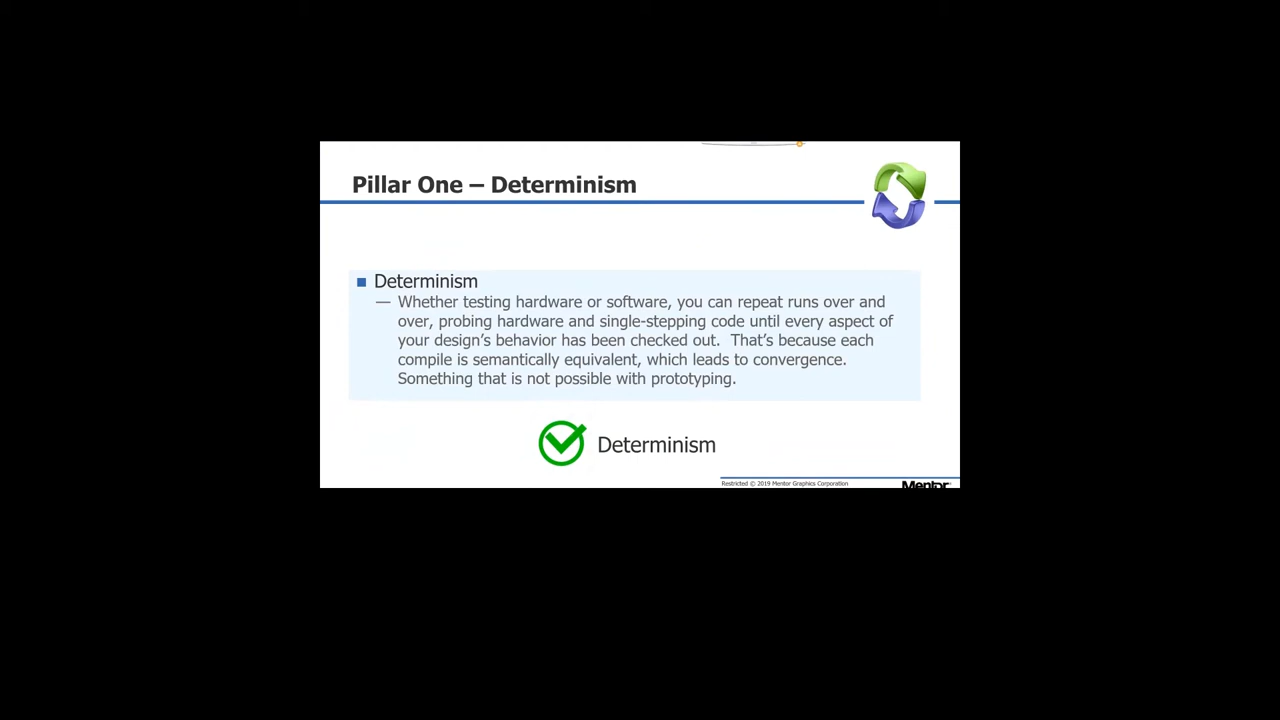 Pillar One – Determinism
Determinism
— Whether testing hardware or software, you can repeat runs over and
over, probing hardware and single-stepping code until every aspect of
your design’s behavior has been checked out.  That’s because each
compile is semantically equivalent, which leads to convergence.
Something that is not possible with prototyping.
Determinism
Restricted © 2019 Mentor Graphics Corporation
Mentor